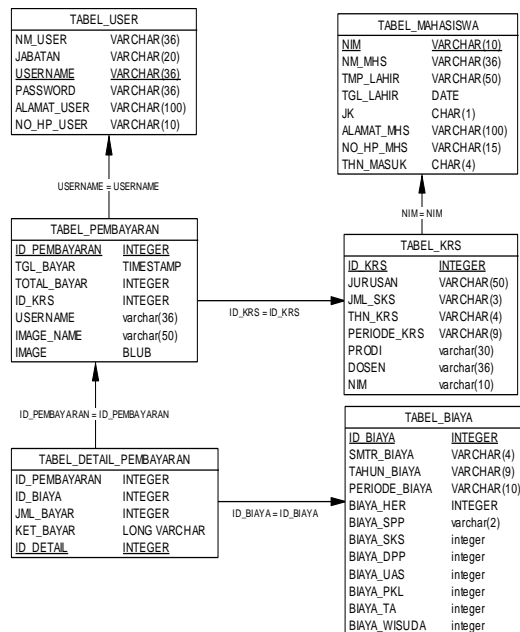 TABEL_USER
NM_USER VARCHAR(36)
JABATAN VARCHAR(20)
USERNAME VARCHAR(36)
PASSWORD VARCHAR(36)
ALAMAT_USER VARCHAR(100)
NO_HP_USER VARCHAR(10)
TABEL_MAHASISWA
NIM VARCHAR(10)
NM_MHS VARCHAR(36)
TMP_LAHIR VARCHAR(50)
TGL_LAHIR DATE
JK CHAR(1)
ALAMAT_MHS VARCHAR(100)
NO_HP_MHS VARCHAR(15)
THN_MASUK CHAR(4)
USERNAME = USERNAME
NIM = NIM
TABEL_PEMBAYARAN
ID_PEMBAYARAN INTEGER
TGL_BAYAR TIMESTAMP
TOTAL_BAYAR INTEGER
ID_KRS INTEGER
USERNAME varchar(36)
IMAGE_NAME varchar(50)
IMAGE BLUB
ID_KRS = ID_KRS
TABEL_KRS
ID_KRS INTEGER
JURUSAN VARCHAR(50)
JML_SKS VARCHAR(3)
THN_KRS VARCHAR(4)
PERIODE_KRS VARCHAR(9)
PRODI varchar(30)
DOSEN varchar(36)
NIM varchar(10)
ID_PEMBAYARAN = ID_PEMBAYARAN
TABEL_DETAIL_PEMBAYARAN
ID_PEMBAYARAN INTEGER
ID_BIAYA INTEGER
JML_BAYAR INTEGER
KET_BAYAR LONG VARCHAR
ID_DETAIL INTEGER
ID_BIAYA = ID_BIAYA
TABEL_BIAYA
ID_BIAYA INTEGER
SMTR_BIAYA VARCHAR(4)
TAHUN_BIAYA VARCHAR(9)
PERIODE_BIAYA VARCHAR(10)
BIAYA_HER INTEGER
BIAYA_SPP varchar(2)
BIAYA_SKS integer
BIAYA_DPP integer
BIAYA_UAS integer
BIAYA_PKL integer
BIAYA_TA integer
BIAYA_WISUDA integer